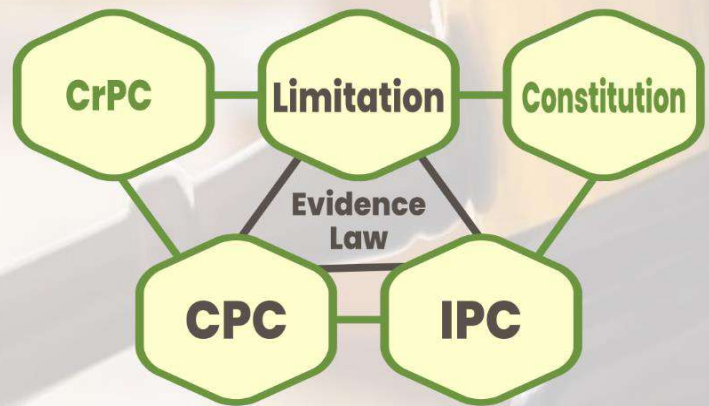 CrPC
Limitation
Constitution
Evidence
Law
CPC
IPC